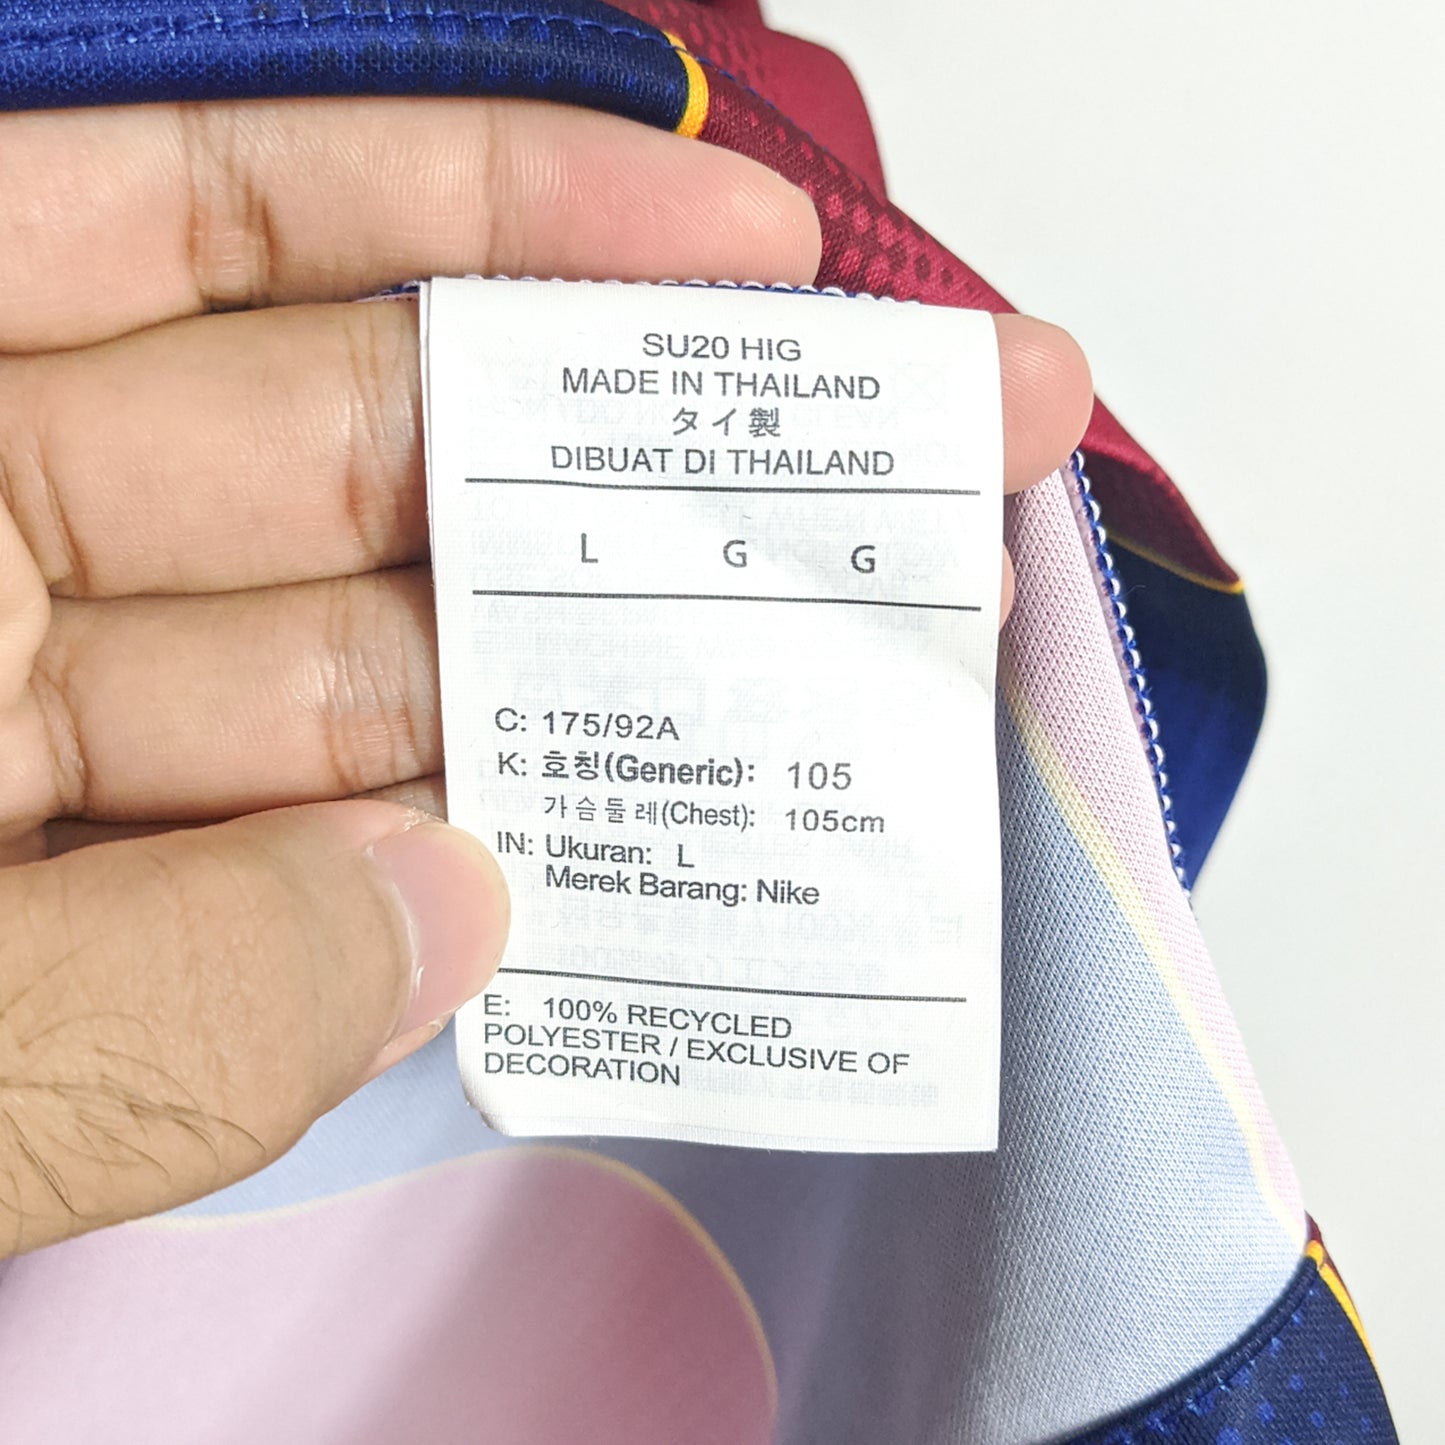 SU20 HIG
MADE IN THAILAND
タイ製
DIBUAT DI THAILAND
L G G
C: 175/92A
K: 호칭(Generic): 105
가슴둘레(Chest): 105cm
IN: Ukuran: L
Merek Barang: Nike
E: 100% RECYCLED
POLYESTER / EXCLUSIVE OF
DECORATION